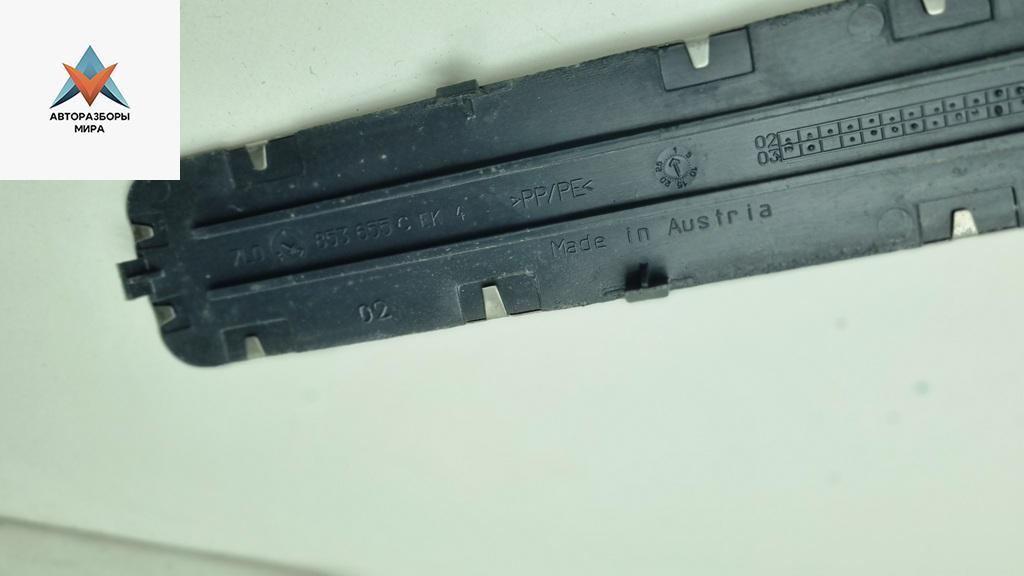 АВТОРАЗБОРЫ
МИРА
02
03
>PP/PE<
7L0 853 655 C EK 4
Made in Austria
02